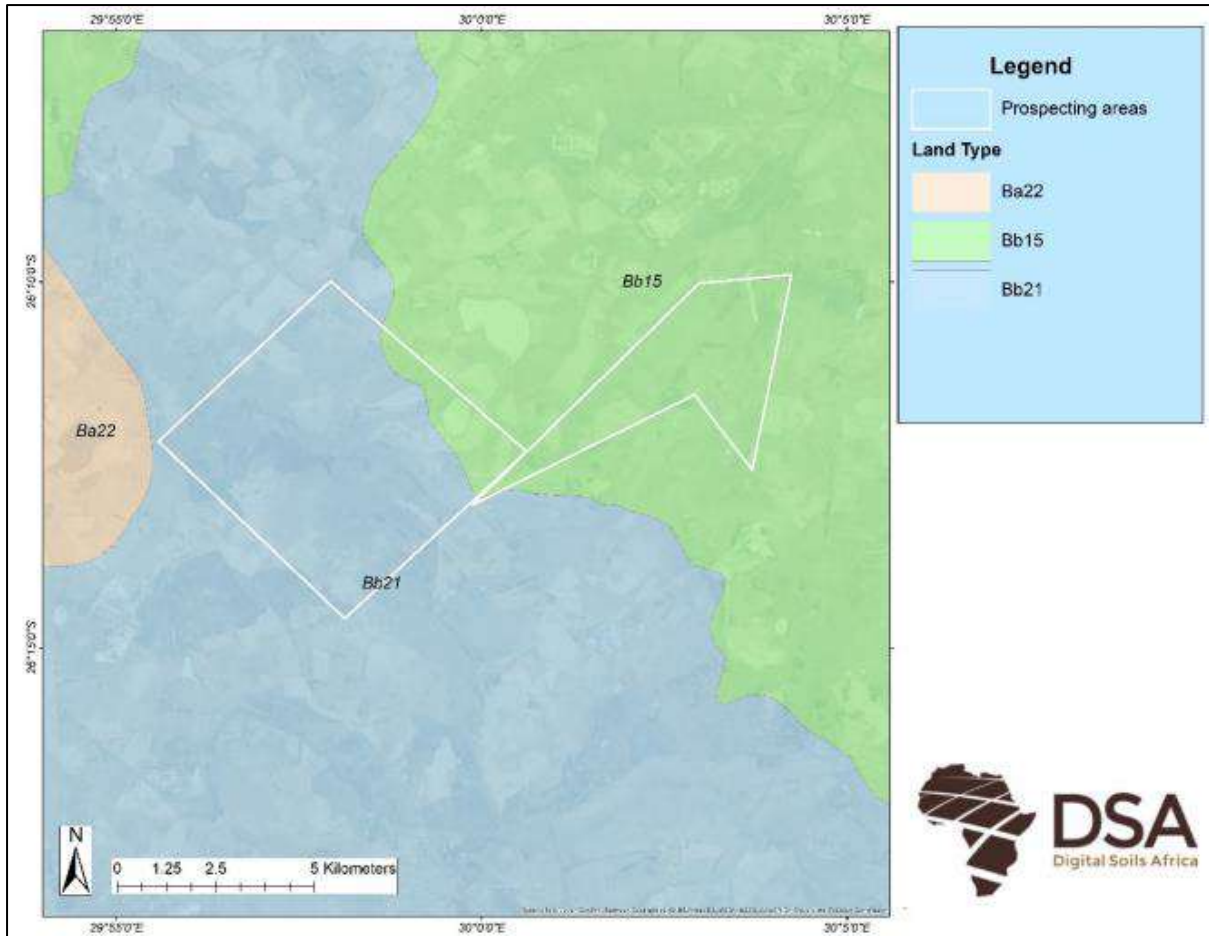 29°55'0"E
30°0'0"E
30°5'0"E
Legend
Prospecting areas
Land Type
Ba22
Bb15
Bb21
26°10'0"S
26°15'0"S
Bb15
Ba22
Bb21
N
0 1.25 2.5 5 Kilometers
29°55'0"E
30°0'0"E
30°5'0"E
DSA
Digital Soils Africa